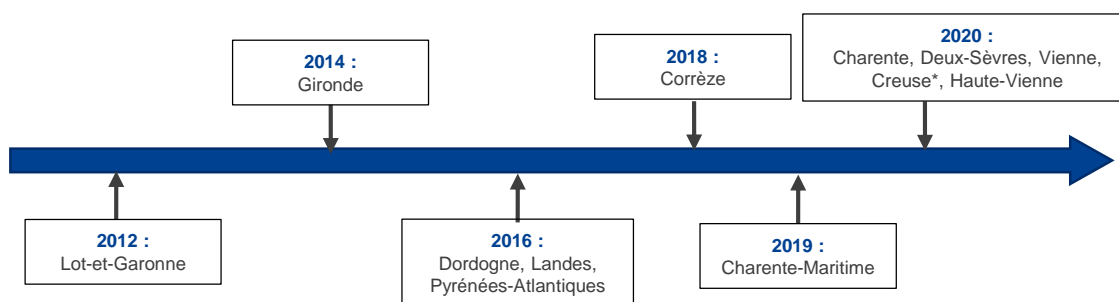 2014 :
Gironde
2018 :
Corrèze
2020 :
Charente, Deux-Sèvres, Vienne,
Creuse*, Haute-Vienne
2012 :
Lot-et-Garonne
2016 :
Dordogne, Landes,
Pyrénées-Atlantiques
2019 :
Charente-Maritime